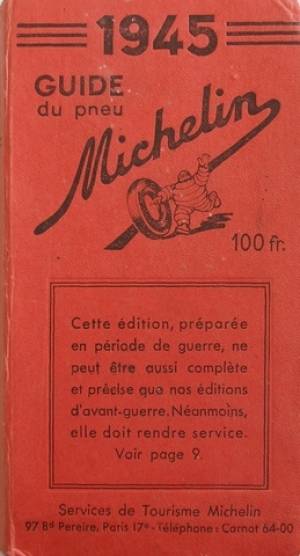 1945
GUIDE
du pneu
Michelin
100 fr.
Cette édition, préparée
en période de guerre, ne
peut être aussi complète
et précise que nos éditions
d'avant-guerre. Néanmoins,
elle doit rendre service.
Voir page 9.
Services de Tourisme Michelin
97 Bd Pereire, Paris 17e - Téléphone : Carnot 64-00